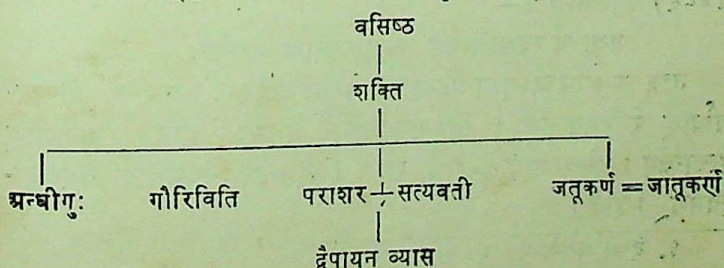 वसिष्ठ
शक्ति
अन्धीगुः गौरिविति पराशर + सत्यवती जतूकर्ण = जातूकर्ण
द्वैपायन व्यास